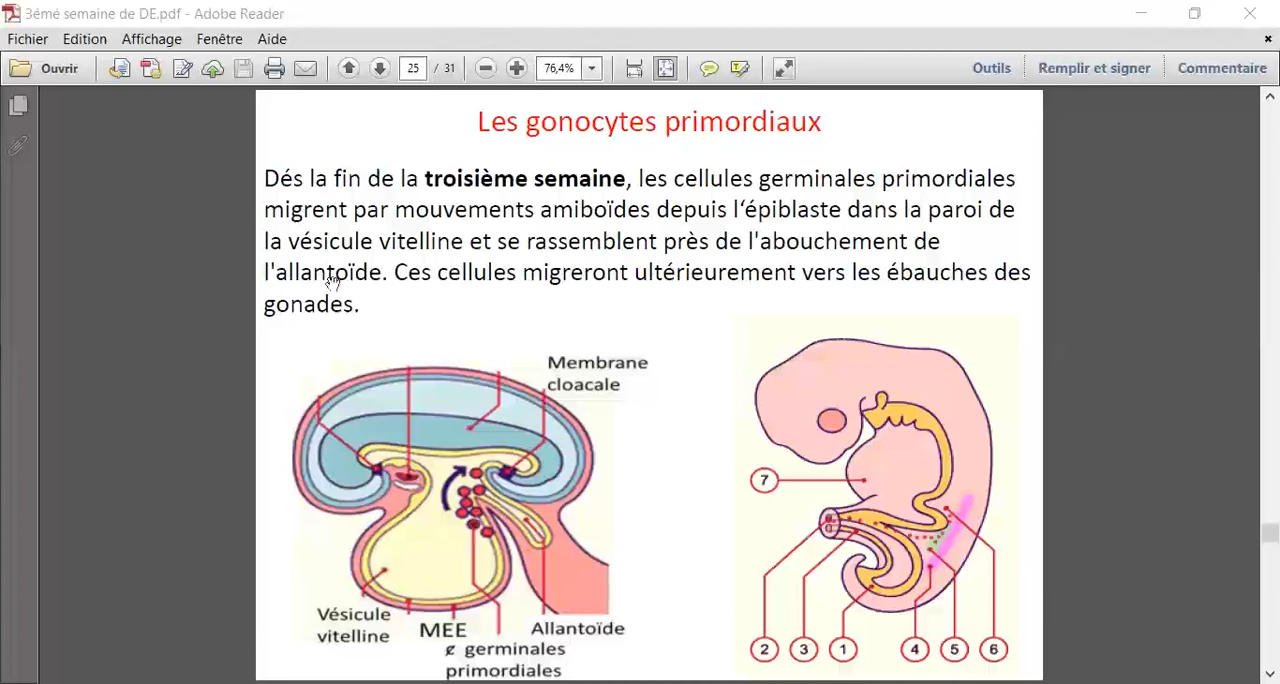 3émé semaine de DE.pdf - Adobe Reader
Fichier Edition Affichage Fenêtre Aide
Ouvrir 25 / 31 76,4% Outils Remplir et signer Commentaire
Les gonocytes primordiaux
Dés la fin de la troisième semaine, les cellules germinales primordiales
migrent par mouvements amiboïdes depuis l‘épiblaste dans la paroi de
la vésicule vitelline et se rassemblent près de l'abouchement de
l'allantoïde. Ces cellules migreront ultérieurement vers les ébauches des
gonades.
Membrane
cloacale
Vésicule
vitelline
MEE
Allantoïde
¢ germinales
primordiales
7
2 3 1 4 5 6